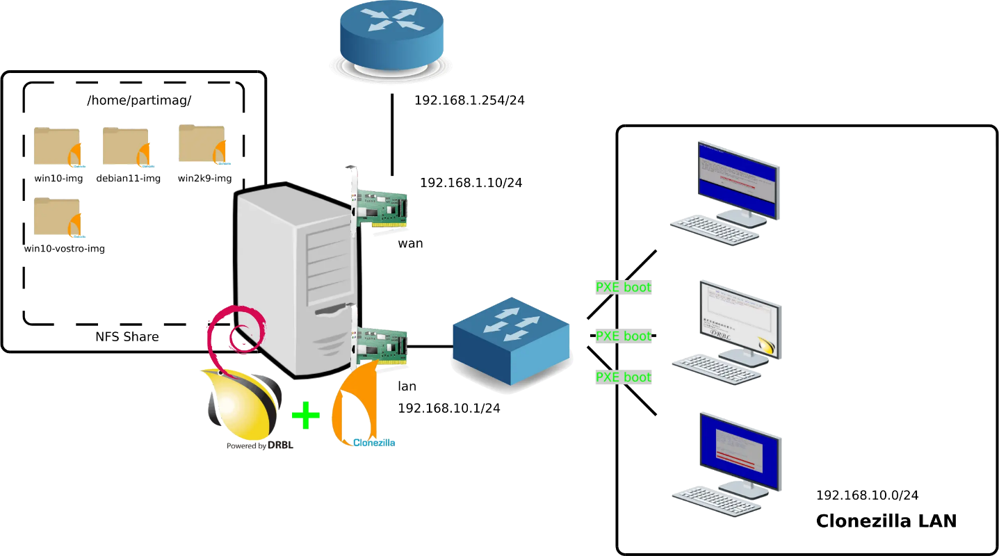 192.168.1.254/24
/home/partimag/
win10-img
debian11-img
win2k9-img
192.168.1.10/24
win10-vostro-img
wan
NFS Share
PXE boot
PXE boot
PXE boot
DRBL
lan
192.168.10.1/24
Powered by DRBL
Clonezilla
192.168.10.0/24
Clonezilla LAN